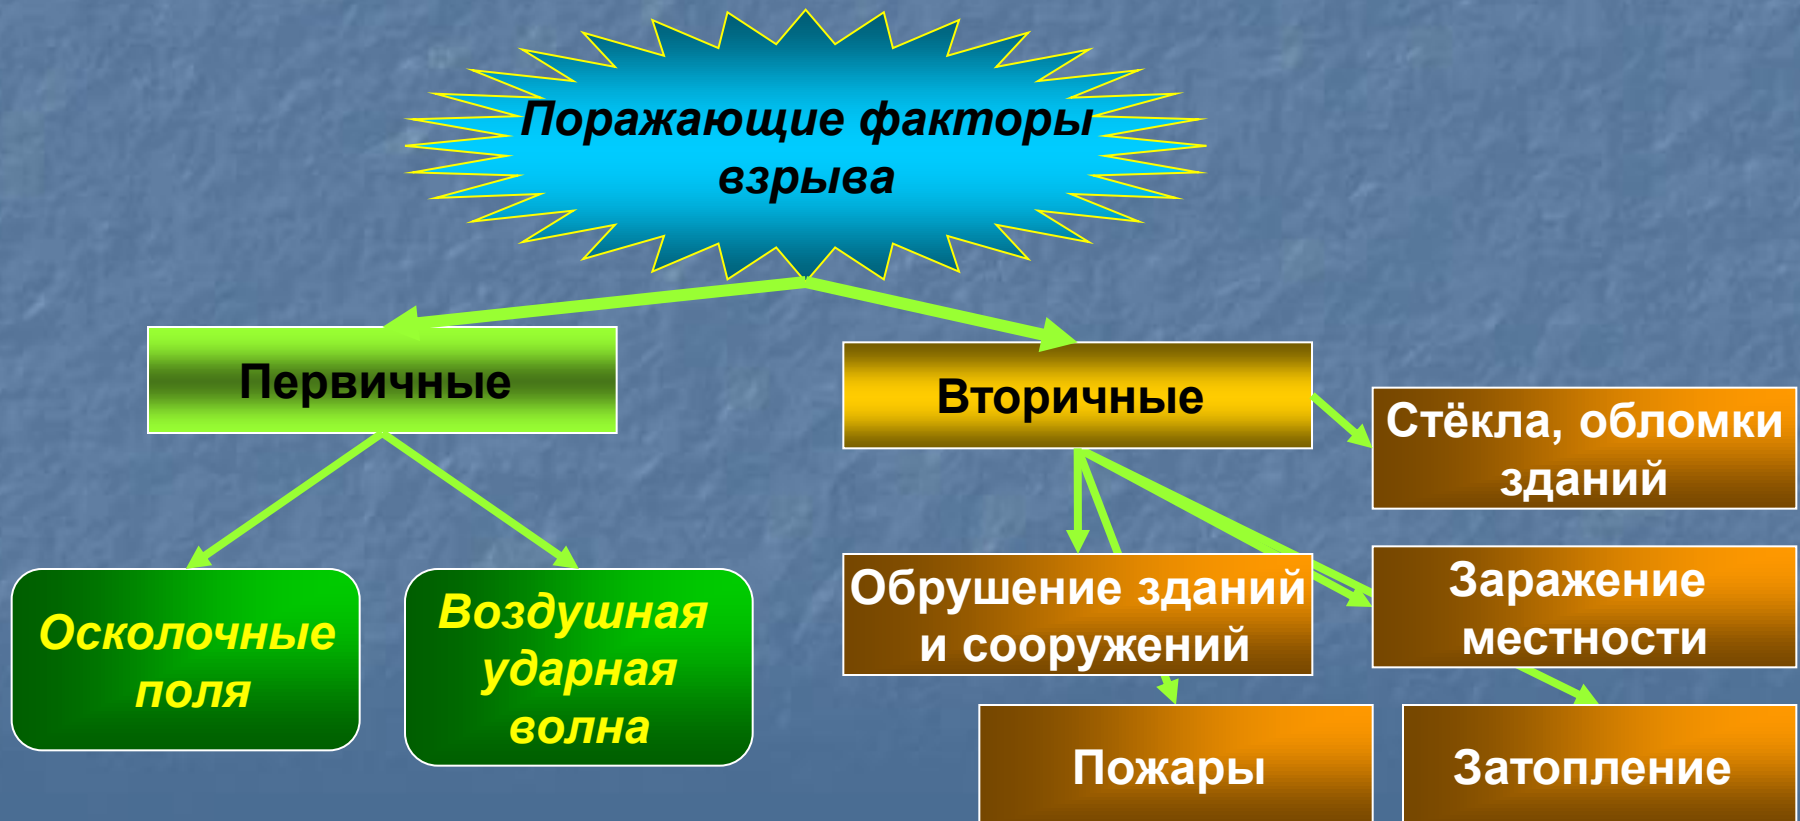 Поражающие факторы
взрыва
Первичные
Вторичные
Стёкла, обломки
зданий
Осколочные
поля
Воздушная
ударная
волна
Обрушение зданий
и сооружений
Заражение
местности
Пожары
Затопление